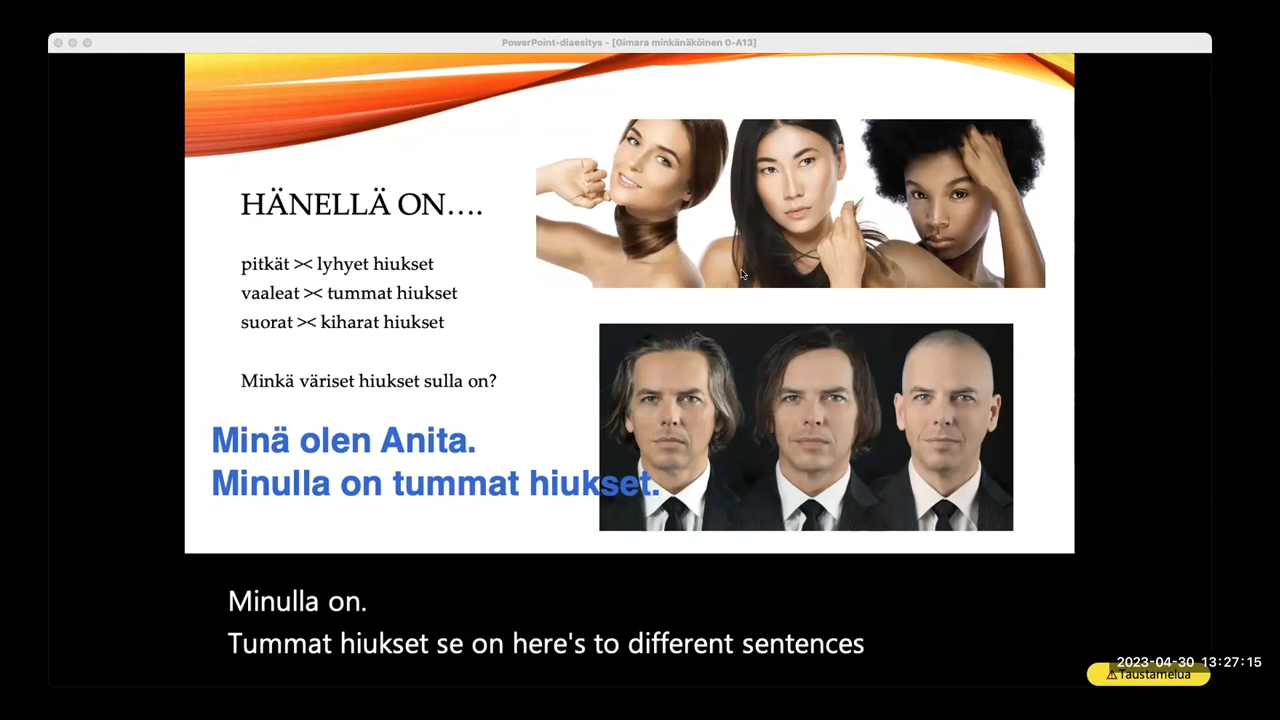 PowerPoint-diaesitys - [Gimara minkänäköinen 0-A13]
HÄNELLÄ ON….
pitkät >< lyhyet hiukset
vaaleat >< tummat hiukset
suorat >< kiharat hiukset
Minkä väriset hiukset sulla on?
Minä olen Anita.
Minulla on tummat hiukset.
Minulla on.
Tummat hiukset se on here's to different sentences
2023-04-30 13:27:15
⚠Taustamelua